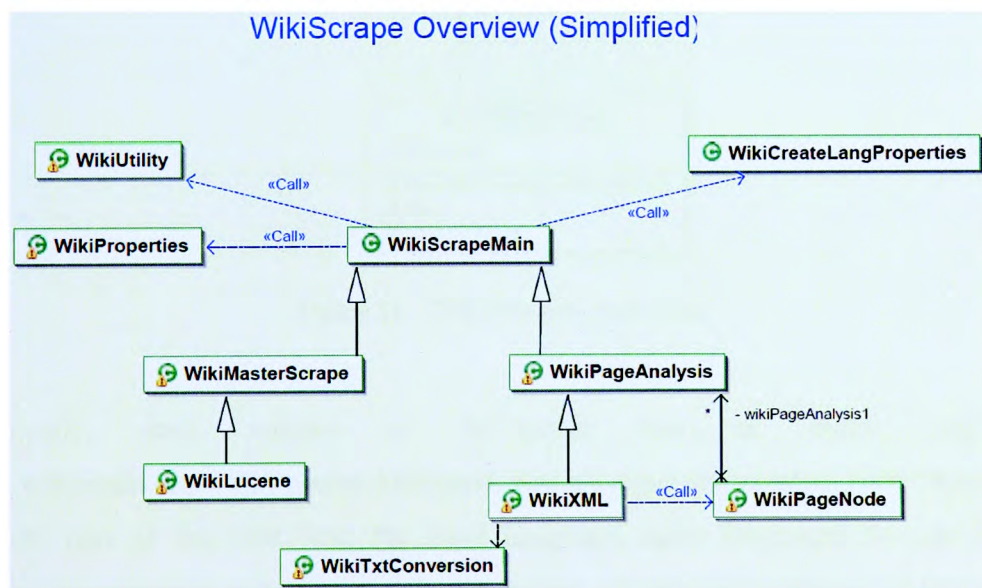 WikiScrape Overview (Simplified)
WikiUtility
WikiCreateLangProperties
«Call»
«Call»
WikiProperties
«Call»
WikiScrapeMain
WikiMasterScrape
WikiPageAnalysis
* - wikiPageAnalysis1
WikiLucene
WikiXML
«Call»
WikiPageNode
WikiTxtConversion